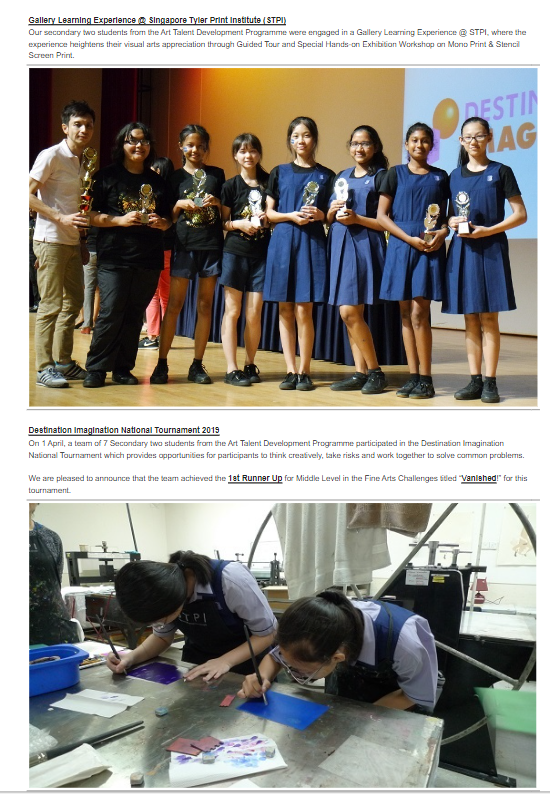 Gallery Learning Experience @ Singapore Tyler Print Institute (STPI)
Our secondary two students from the Art Talent Development Programme were engaged in a Gallery Learning Experience @ STPI, where the
experience heightens their visual arts appreciation through Guided Tour and Special Hands-on Exhibition Workshop on Mono Print & Stencil
Screen Print.
DESTIN
MAG
Destination Imagination National Tournament 2015
On 1 April, a team of 7 Secondary two students from the Art Talent Development Programme participated in the Destination Imagination
National Tournament which provides opportunities for participants to think creatively, take risks and work together to solve common problems.
We are pleased to announce that the team achieved the 1st Runner Up for Middle Level in the Fine Arts Challenges titled “Vanished!” for this
tournament.
STPI